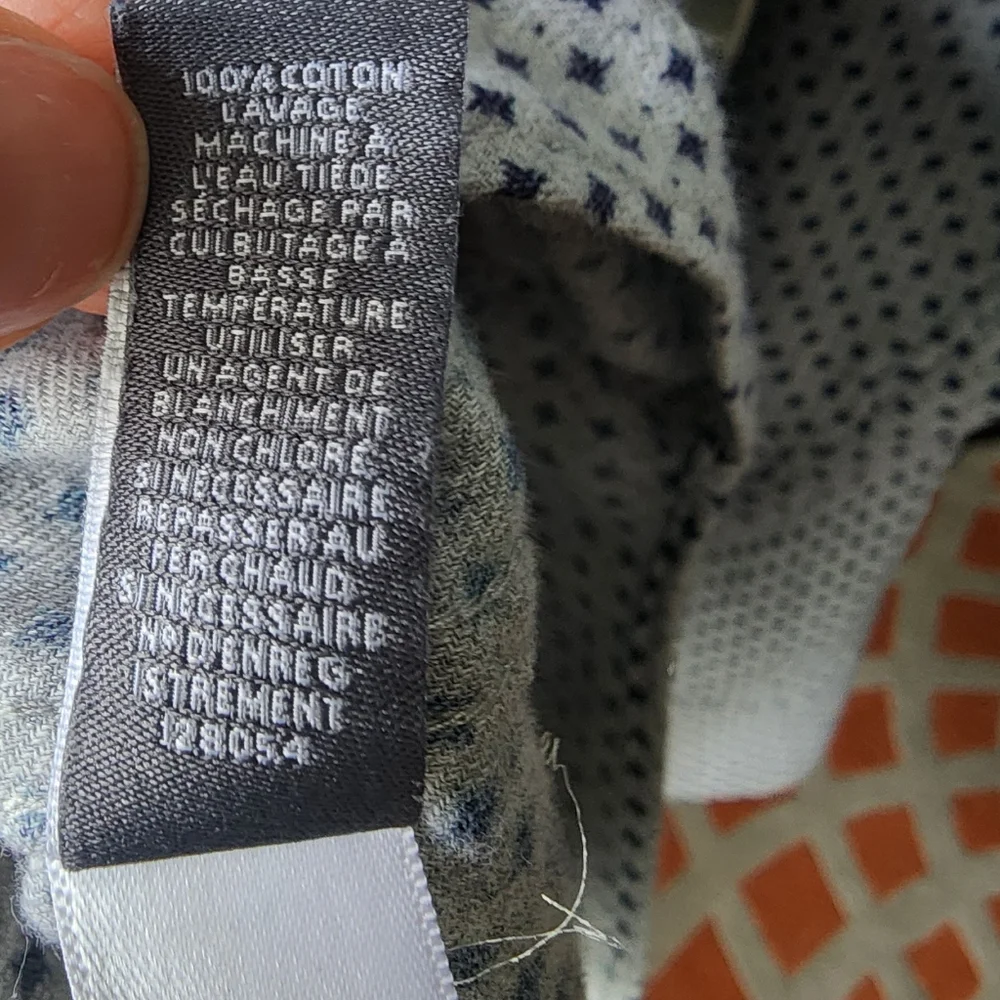 100% COTON
LAVAGE
MACHINE À
L'EAU TIÈDE
SÉCHAGE PAR
CULBUTAGE À
BASSE
TEMPÉRATURE
UTILISER
UN AGENT DE
BLANCHIMENT
NON CHLORÉ
SI NÉCESSAIRE
REPASSER AU
FER CHAUD
SI NÉCESSAIRE
Nº D'ENREG
ISTREMENT
128054